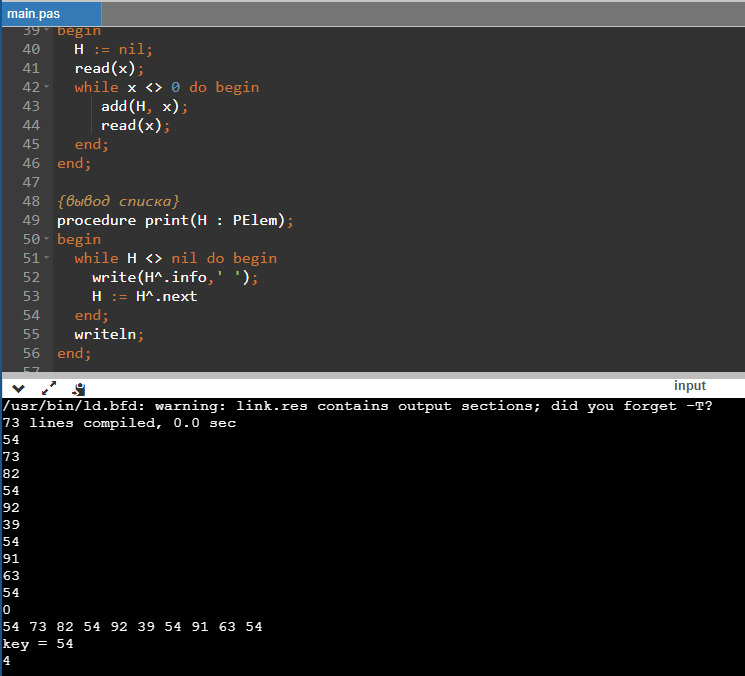 main.pas
39 begin
40 H := nil;
41 read(x);
42 while x <> 0 do begin
43 add(H, x);
44 read(x);
45 end;
46 end;
47
48 {вывод списка}
49 procedure print(H : PElem);
50 begin
51 while H <> nil do begin
52 write(H^.info,' ');
53 H := H^.next
54 end;
55 writeln;
56 end;
57
input
/usr/bin/ld.bfd: warning: link.res contains output sections; did you forget -T?
73 lines compiled, 0.0 sec
54
73
82
54
92
39
54
91
63
54
0
54 73 82 54 92 39 54 91 63 54
key = 54
4